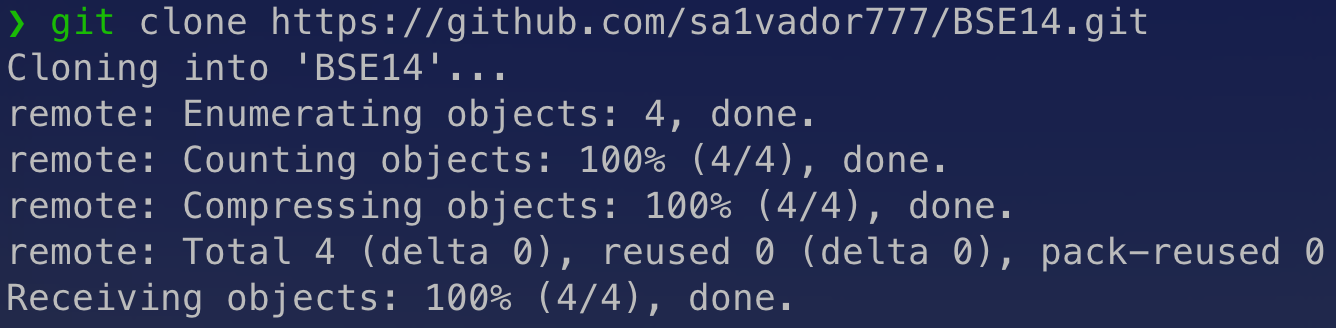 ❯ git clone https://github.com/sa1vador777/BSE14.git
Cloning into 'BSE14'...
remote: Enumerating objects: 4, done.
remote: Counting objects: 100% (4/4), done.
remote: Compressing objects: 100% (4/4), done.
remote: Total 4 (delta 0), reused 0 (delta 0), pack-reused 0
Receiving objects: 100% (4/4), done.